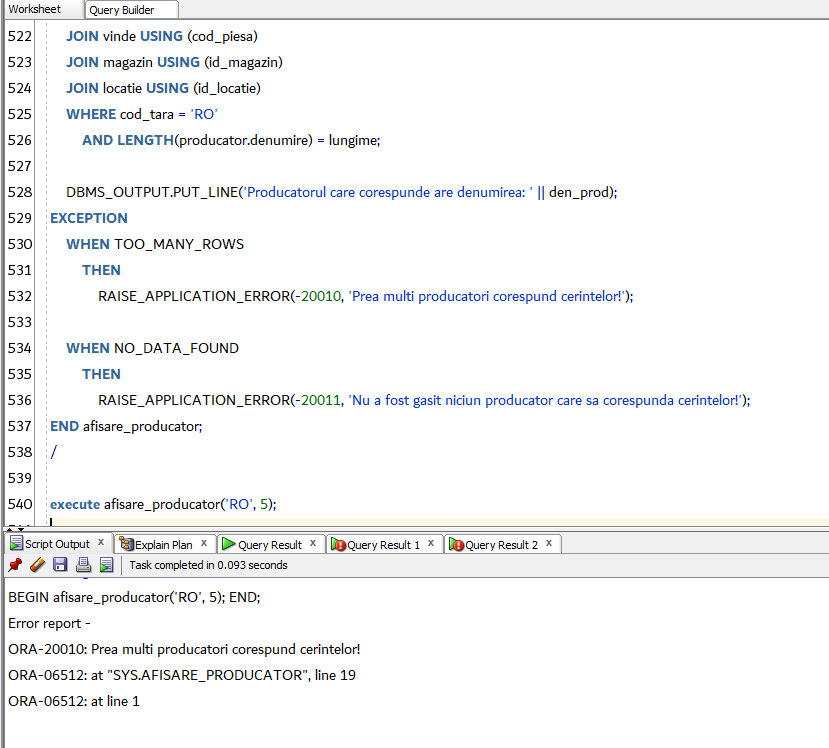 Worksheet Query Builder
522 JOIN vinde USING (cod_piesa)
523 JOIN magazin USING (id_magazin)
524 JOIN locatie USING (id_locatie)
525 WHERE cod_tara = 'RO'
526 AND LENGTH(producator.denumire) = lungime;
527
528 DBMS_OUTPUT.PUT_LINE('Producatorul care corespunde are denumirea: ' || den_prod);
529 EXCEPTION
530 WHEN TOO_MANY_ROWS
531 THEN
532 RAISE_APPLICATION_ERROR(-20010, 'Prea multi producatori corespund cerintelor!');
533
534 WHEN NO_DATA_FOUND
535 THEN
536 RAISE_APPLICATION_ERROR(-20011, 'Nu a fost gasit niciun producator care sa corespunda cerintelor!');
537 END afisare_producator;
538 /
539
540 execute afisare_producator('RO', 5);
Script Output x Explain Plan x Query Result x Query Result 1 x Query Result 2 x
Task completed in 0.093 seconds
BEGIN afisare_producator('RO', 5); END;
Error report -
ORA-20010: Prea multi producatori corespund cerintelor!
ORA-06512: at "SYS.AFISARE_PRODUCATOR", line 19
ORA-06512: at line 1